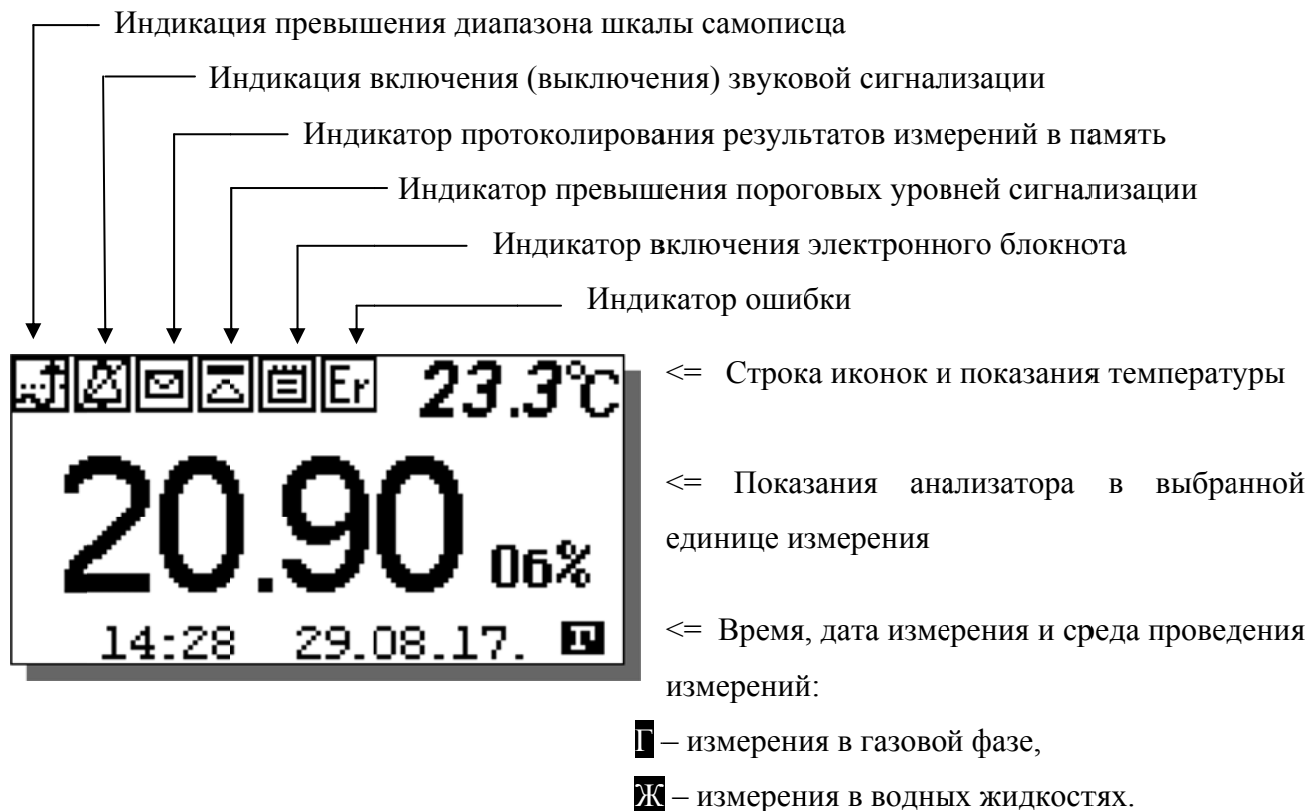 Индикация превышения диапазона шкалы самописца
Индикация включения (выключения) звуковой сигнализации
Индикатор протоколирования результатов измерений в память
Индикатор превышения пороговых уровней сигнализации
Индикатор включения электронного блокнота
Индикатор ошибки
Er 23.3°C
<= Строка иконок и показания температуры
20.90 Об%
<= Показания анализатора в выбранной
единице измерения
14:28 29.08.17. Г
<= Время, дата измерения и среда проведения
измерений:
Г – измерения в газовой фазе,
Ж – измерения в водных жидкостях.